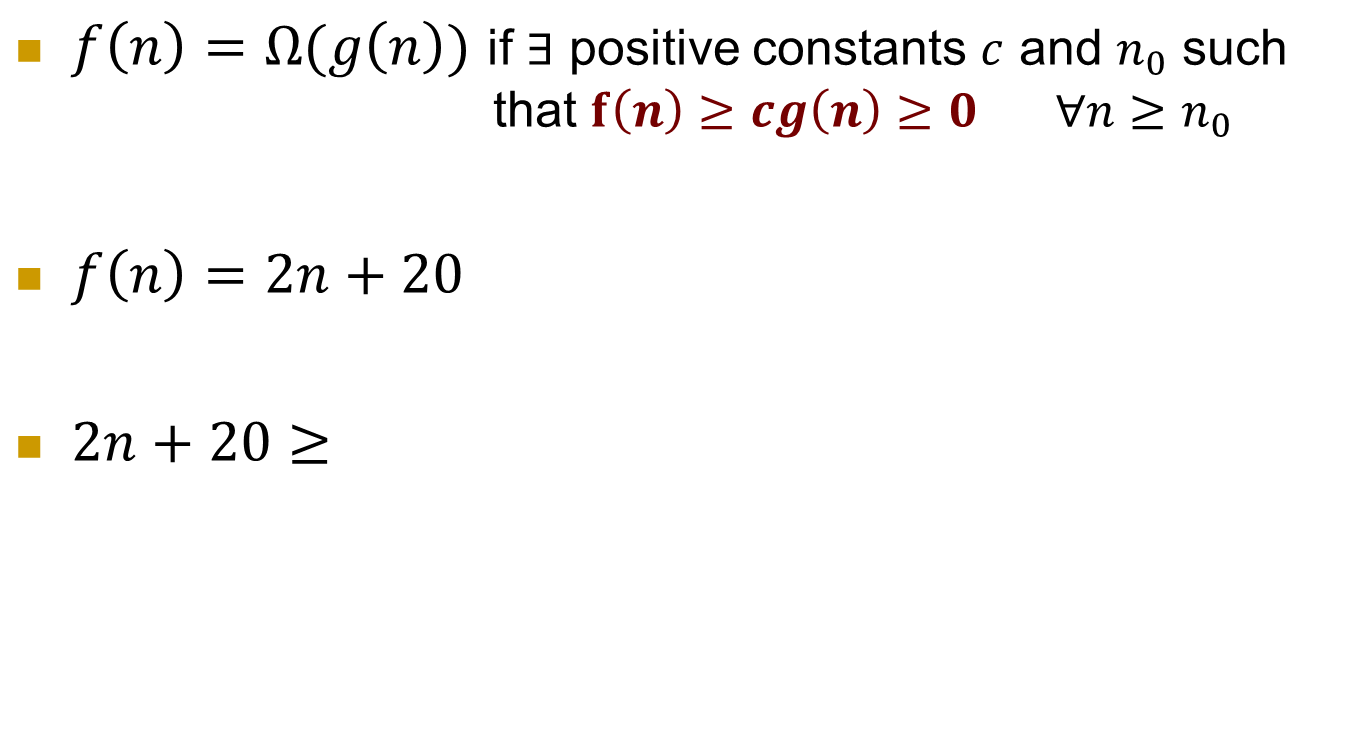 ▪ f(n) = Ω(g(n)) if ∃ positive constants c and n₀ such
that f(n) ≥ cg(n) ≥ 0 ∀n ≥ n₀
▪ f(n) = 2n + 20
▪ 2n + 20 ≥